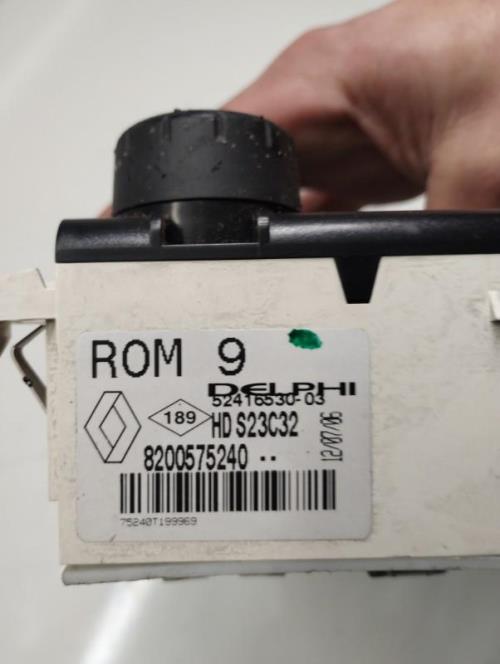 ROM 9
DELPHI
52416530-03
189
HD S23C32
12/07/06
8200575240 ..
75240T199969